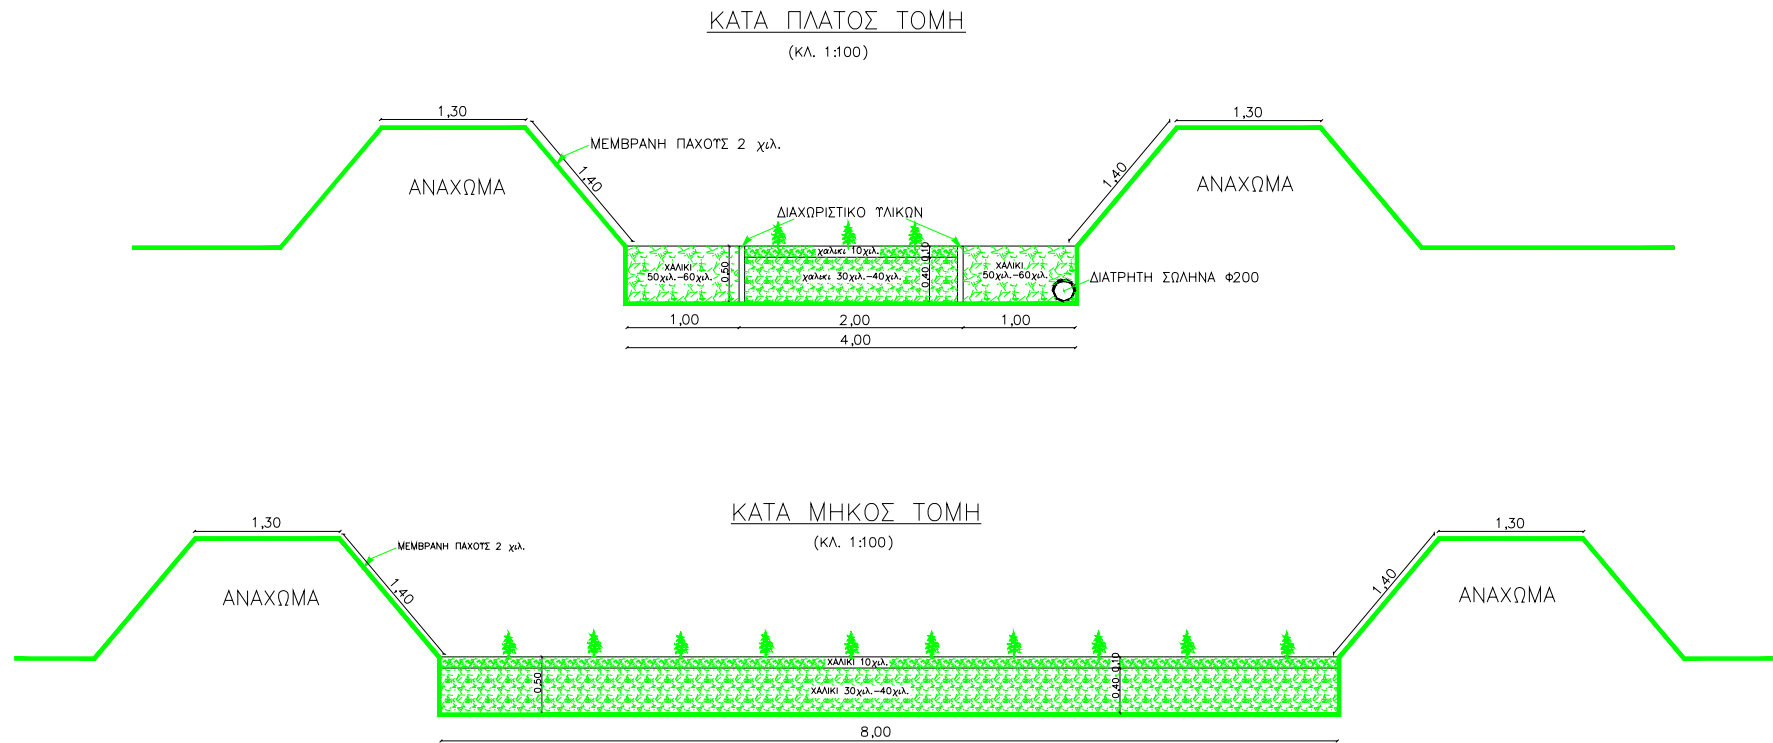 ΚΑΤΑ ΠΛΑΤΟΣ ΤΟΜΗ
(ΚΛ. 1:100)
1,30
1,30
ΜΕΜΒΡΑΝΗ ΠΑΧΟΥΣ 2 χιλ.
1,40
1,40
ΑΝΑΧΩΜΑ
ΑΝΑΧΩΜΑ
ΔΙΑΧΩΡΙΣΤΙΚΟ ΥΛΙΚΩΝ
χαλικι 10χιλ.
0,10
ΧΑΛΙΚΙ
50χιλ.-60χιλ.
0,50
χαλικι 30χιλ.-40χιλ.
0,40
ΧΑΛΙΚΙ
50χιλ.-60χιλ.
ΔΙΑΤΡΗΤΗ ΣΩΛΗΝΑ Φ200
1,00
2,00
1,00
4,00
ΚΑΤΑ ΜΗΚΟΣ ΤΟΜΗ
(ΚΛ. 1:100)
1,30
1,30
ΜΕΜΒΡΑΝΗ ΠΑΧΟΥΣ 2 χιλ.
1,40
1,40
ΑΝΑΧΩΜΑ
ΑΝΑΧΩΜΑ
ΧΑΛΙΚΙ 10χιλ.
0,10
0,50
ΧΑΛΙΚΙ 30χιλ.-40χιλ.
0,40
8,00